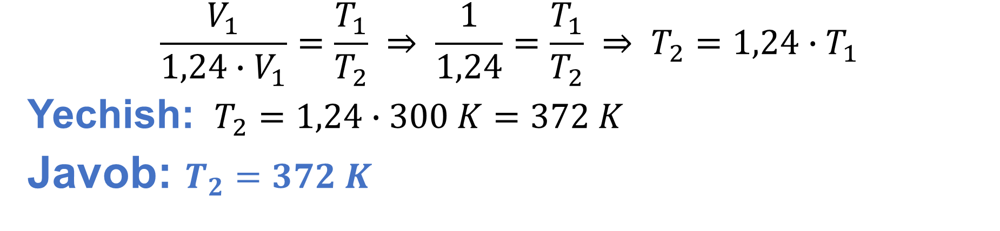 V₁/(1,24 · V₁) = T₁/T₂ ⇒ 1/1,24 = T₁/T₂ ⇒ T₂ = 1,24 · T₁
Yechish: T₂ = 1,24 · 300 K = 372 K
Javob: T₂ = 372 K